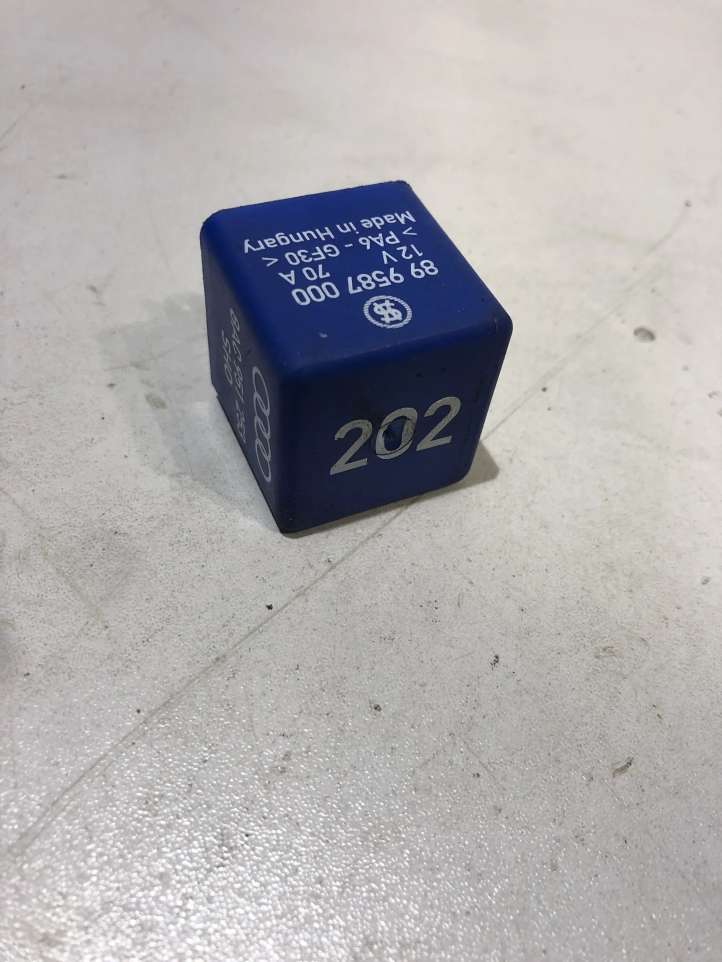 89 9587 000
12 V 70 A
> PA6 - GF30 <
Made in Hungary
202